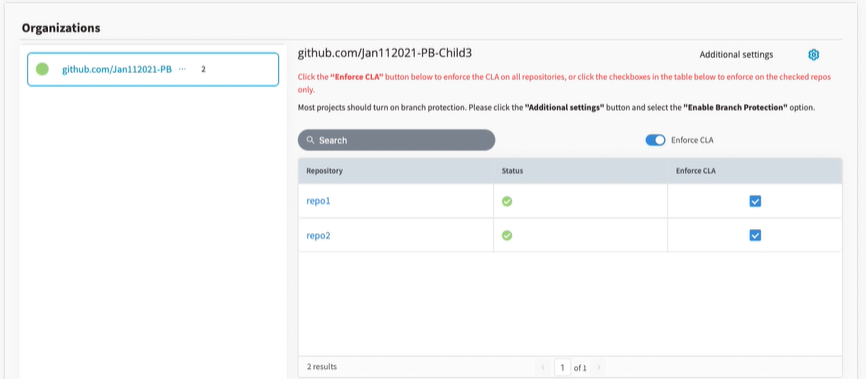 Organizations
github.com/Jan112021-PB ··· 2
github.com/Jan112021-PB-Child3
Additional settings
Click the "Enforce CLA" button below to enforce the CLA on all repositories, or click the checkboxes in the table below to enforce on the checked repos
only.
Most projects should turn on branch protection. Please click the "Additional settings" button and select the "Enable Branch Protection" option.
Search
Enforce CLA
Repository Status Enforce CLA
repo1
repo2
2 results
1 of 1